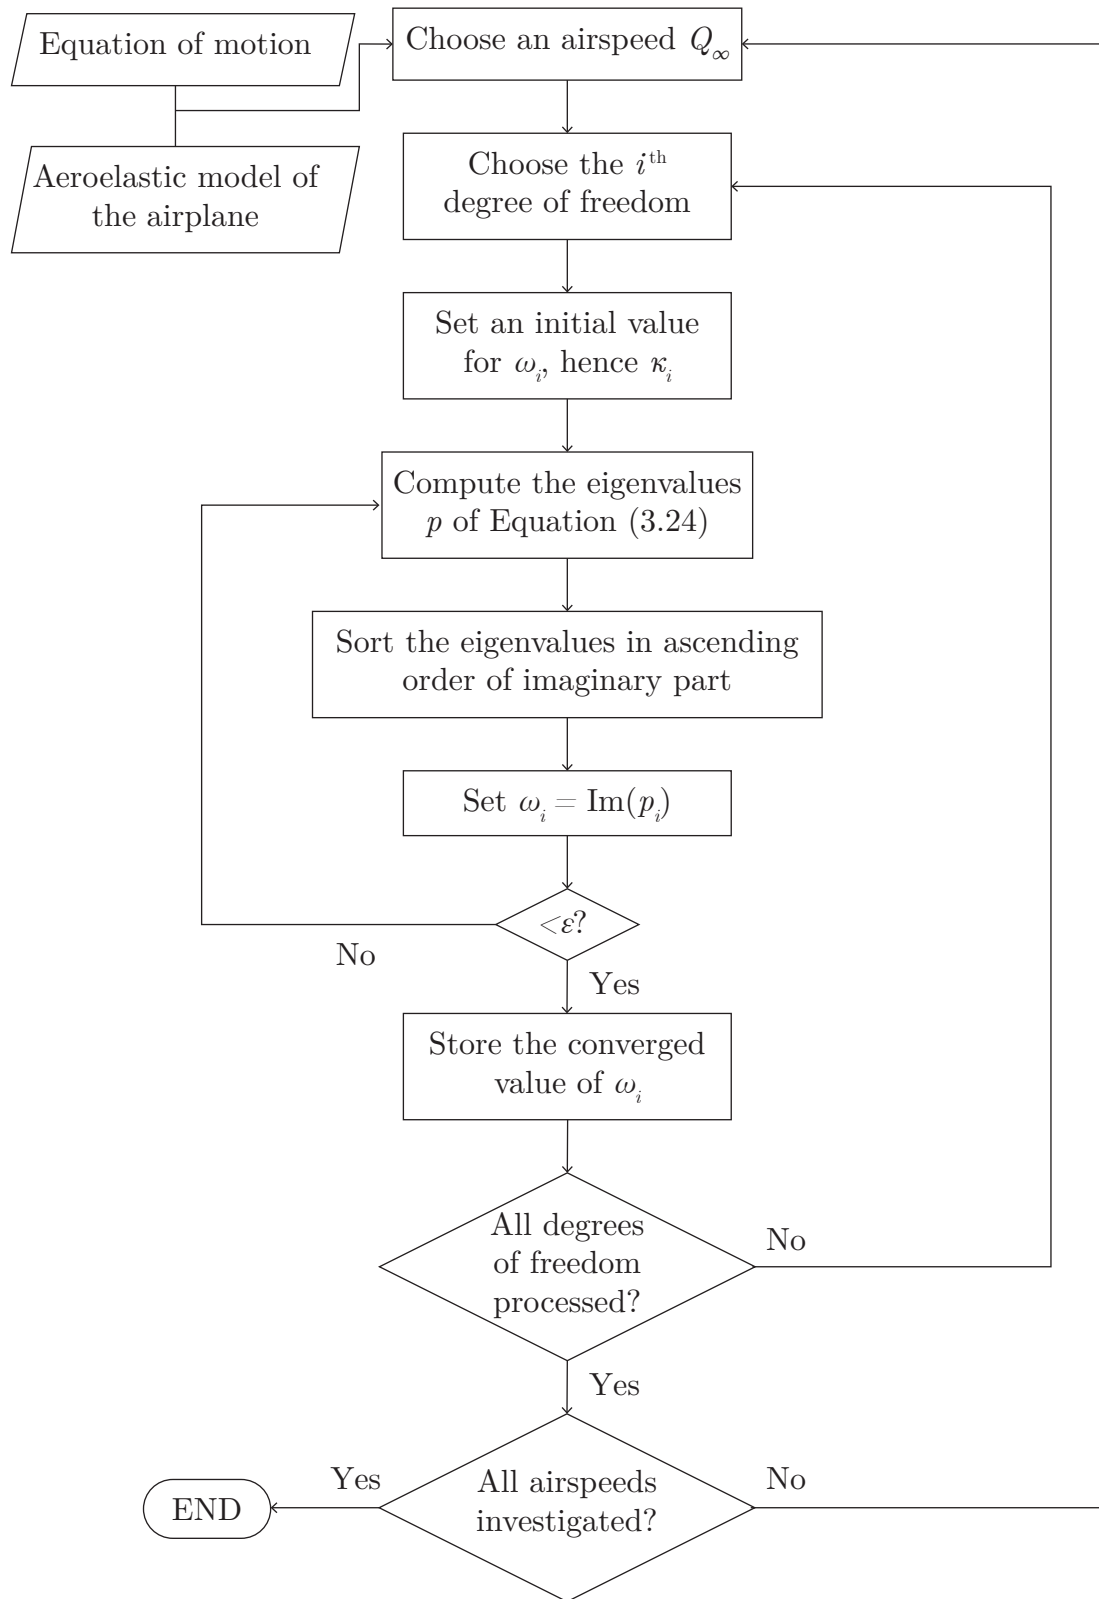 Equation of motion
Choose an airspeed Q∞
Aeroelastic model of
the airplane
Choose the iᵗʰ
degree of freedom
Set an initial value
for ωᵢ, hence κᵢ
Compute the eigenvalues
p of Equation (3.24)
Sort the eigenvalues in ascending
order of imaginary part
Set ωᵢ = Im(pᵢ)
<ε?
No
Yes
Store the converged
value of ωᵢ
All degrees
of freedom
processed?
No
Yes
All airspeeds
investigated?
No
Yes
END